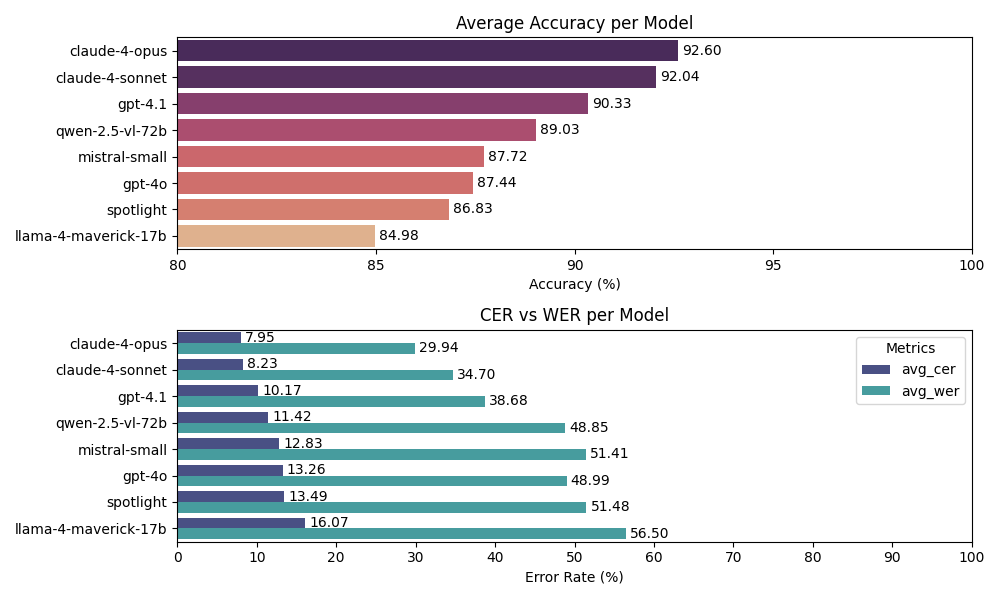 Average Accuracy per Model
claude-4-opus 92.60
claude-4-sonnet 92.04
gpt-4.1 90.33
qwen-2.5-vl-72b 89.03
mistral-small 87.72
gpt-4o 87.44
spotlight 86.83
llama-4-maverick-17b 84.98
80 85 90 95 100
Accuracy (%)
CER vs WER per Model
Metrics
avg_cer
avg_wer
claude-4-opus 7.95 29.94
claude-4-sonnet 8.23 34.70
gpt-4.1 10.17 38.68
qwen-2.5-vl-72b 11.42 48.85
mistral-small 12.83 51.41
gpt-4o 13.26 48.99
spotlight 13.49 51.48
llama-4-maverick-17b 16.07 56.50
0 10 20 30 40 50 60 70 80 90 100
Error Rate (%)